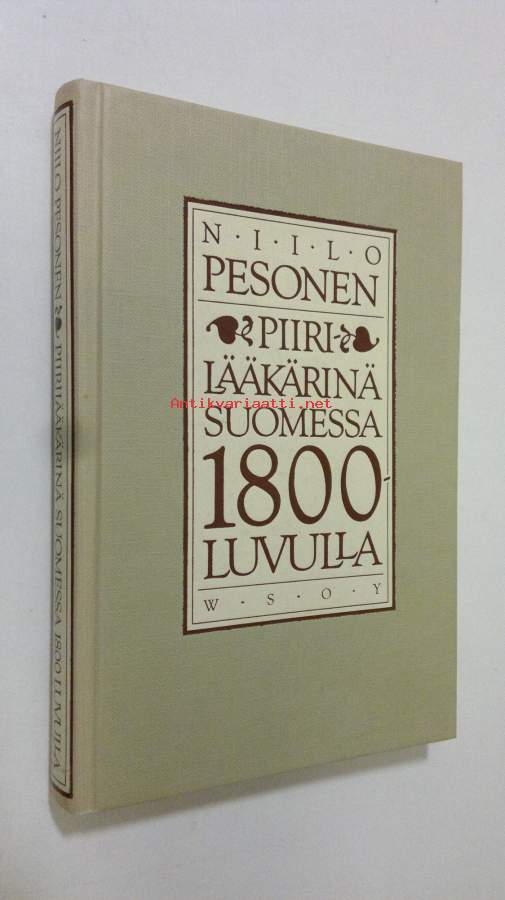 NIILO PESONEN PIIRILÄÄKÄRINÄ SUOMESSA 1800-LUVULLA
N·I·I·L·O
PESONEN
PIIRI-
LÄÄKÄRINÄ
Antikvariaatti.net
SUOMESSA
1800-
LUVULLA
W·S·O·Y